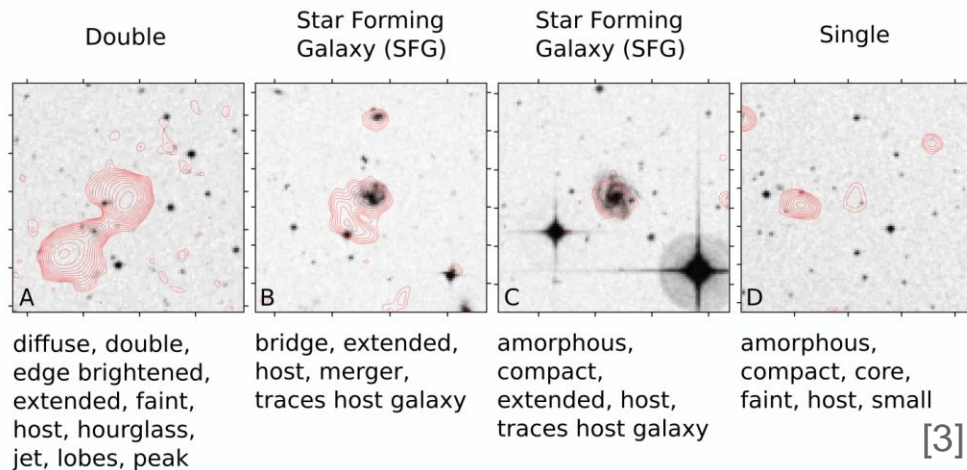 Double
Star Forming
Galaxy (SFG)
Star Forming
Galaxy (SFG)
Single
A
B
C
D
diffuse, double,
edge brightened,
extended, faint,
host, hourglass,
jet, lobes, peak
bridge, extended,
host, merger,
traces host galaxy
amorphous,
compact,
extended, host,
traces host galaxy
amorphous,
compact, core,
faint, host, small
[3]